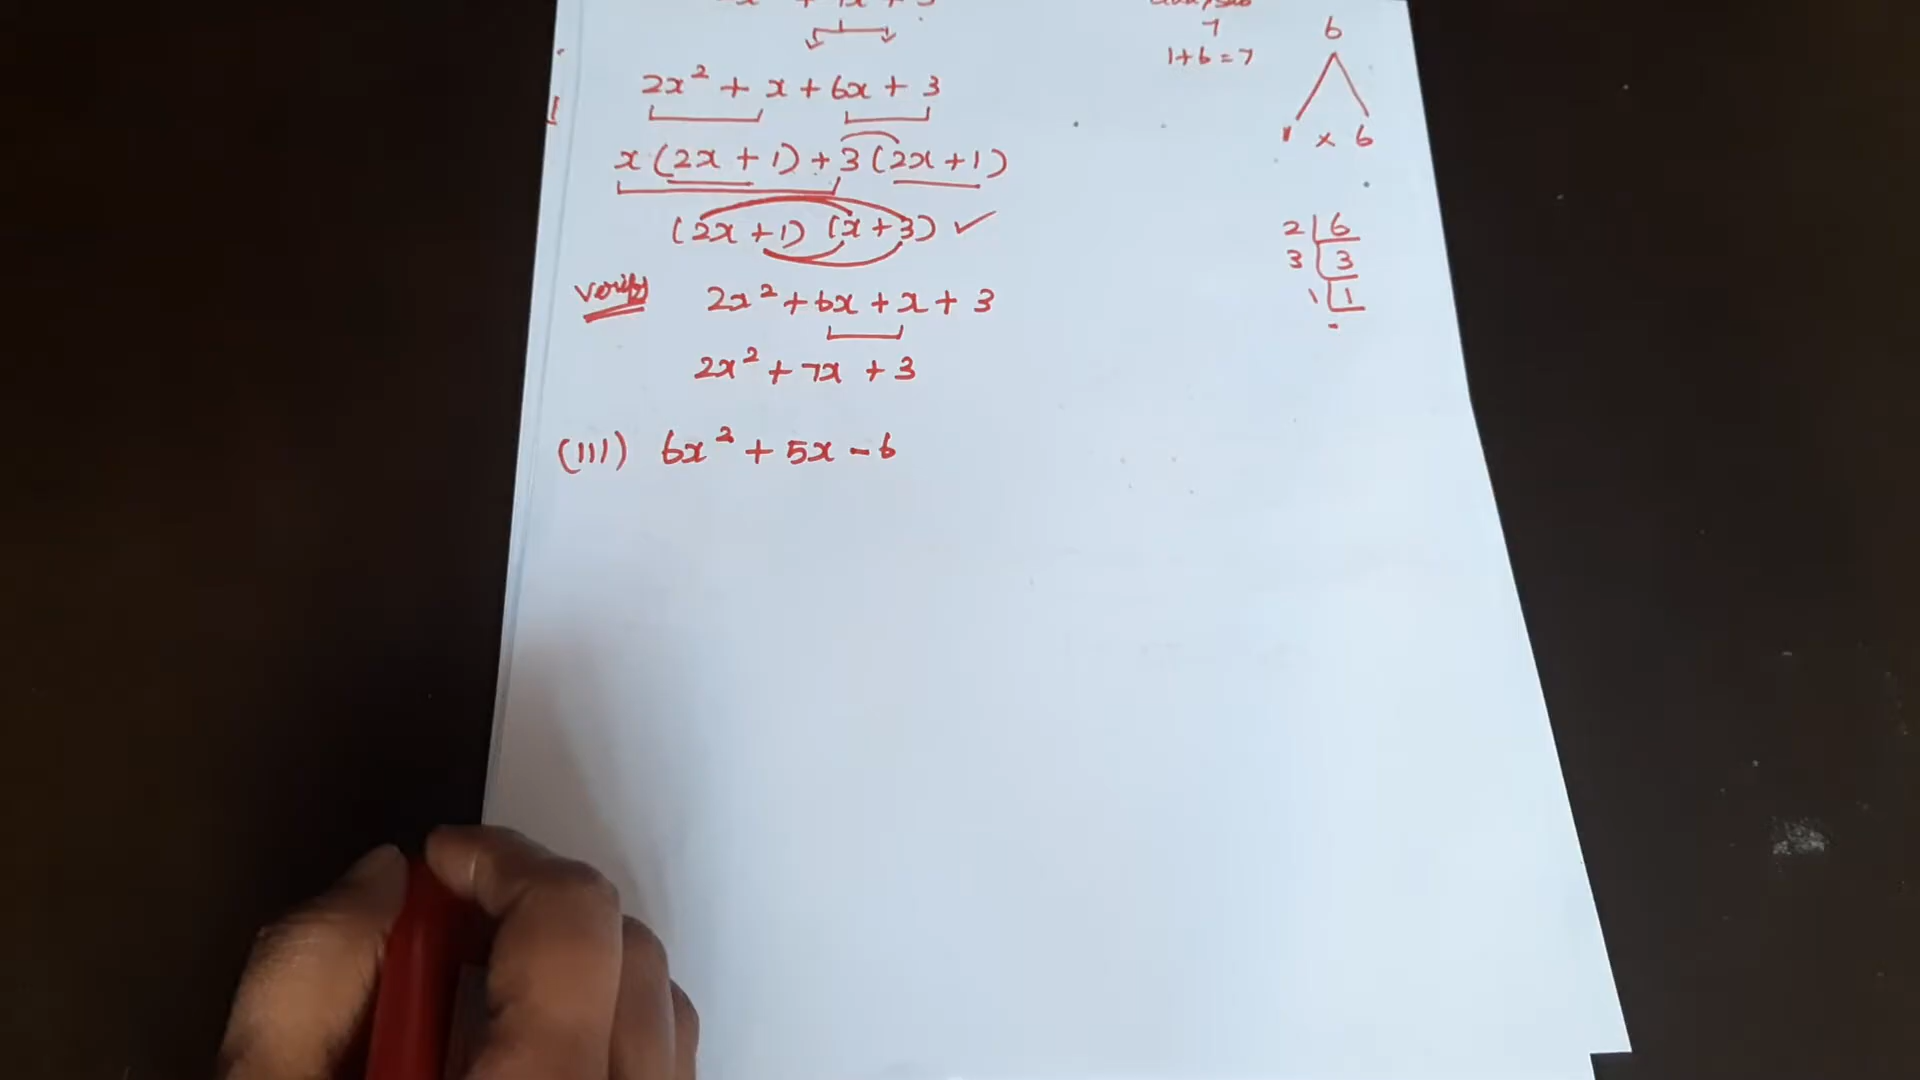 2x² + x + 6x + 3
x (2x + 1) + 3 (2x + 1)
(2x + 1) (x + 3) ✓
Verify 2x² + 6x + x + 3
2x² + 7x + 3
(III) 6x² + 5x - 6
7
1 + 6 = 7
6
1 x 6
2 6
3 3
1 1